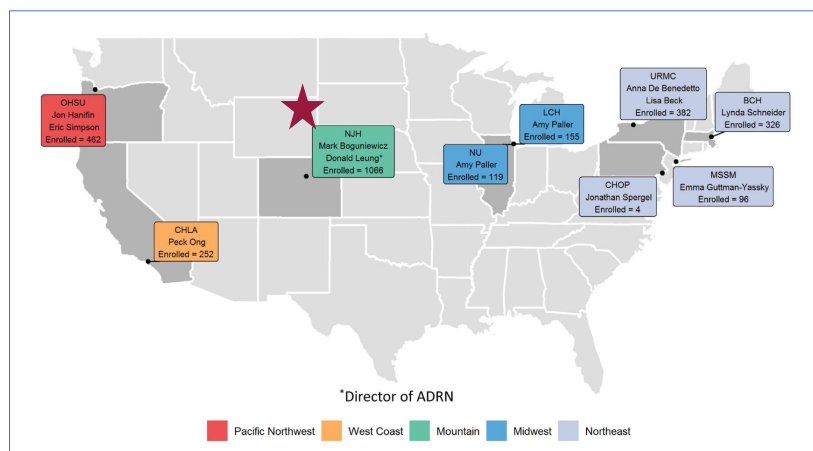 OHSU
Jon Hanifin
Eric Simpson
Enrolled = 462
NJH
Mark Boguniewicz
Donald Leung*
Enrolled = 1066
CHLA
Peck Ong
Enrolled = 252
LCH
Amy Paller
Enrolled = 155
NU
Amy Paller
Enrolled = 119
URMC
Anna De Benedetto
Lisa Beck
Enrolled = 382
BCH
Lynda Schneider
Enrolled = 326
CHOP
Jonathan Spergel
Enrolled = 4
MSSM
Emma Guttman-Yassky
Enrolled = 96
*Director of ADRN
Pacific Northwest
West Coast
Mountain
Midwest
Northeast